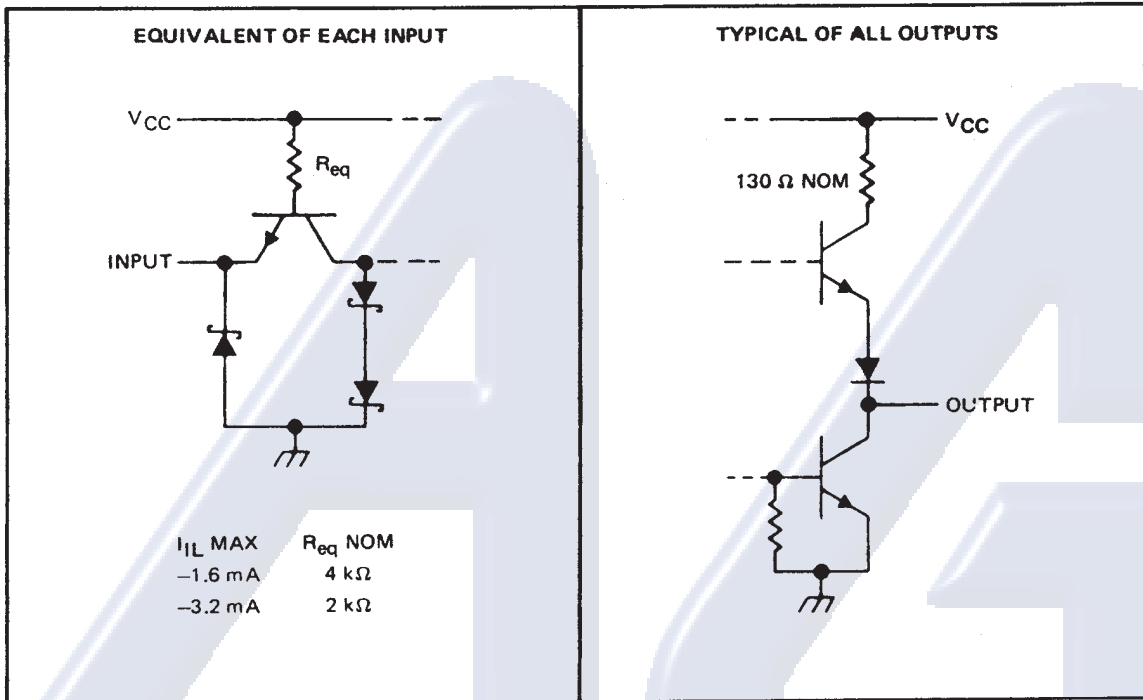 EQUIVALENT OF EACH INPUT
VCC
Req
INPUT
IIL MAX Req NOM
−1.6 mA 4 kΩ
−3.2 mA 2 kΩ
TYPICAL OF ALL OUTPUTS
VCC
130 Ω NOM
OUTPUT